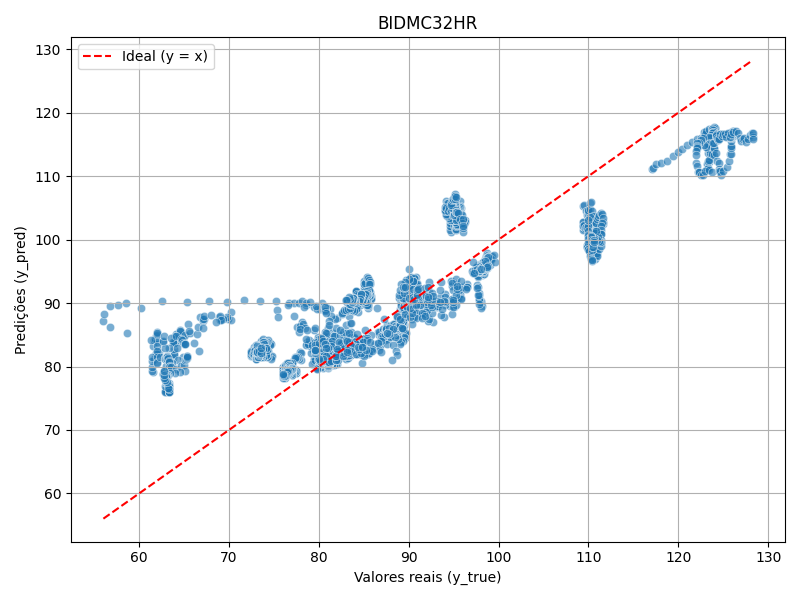 BIDMC32HR
Ideal (y = x)
130
120
110
100
90
80
70
60
Predições (y_pred)
60 70 80 90 100 110 120 130
Valores reais (y_true)